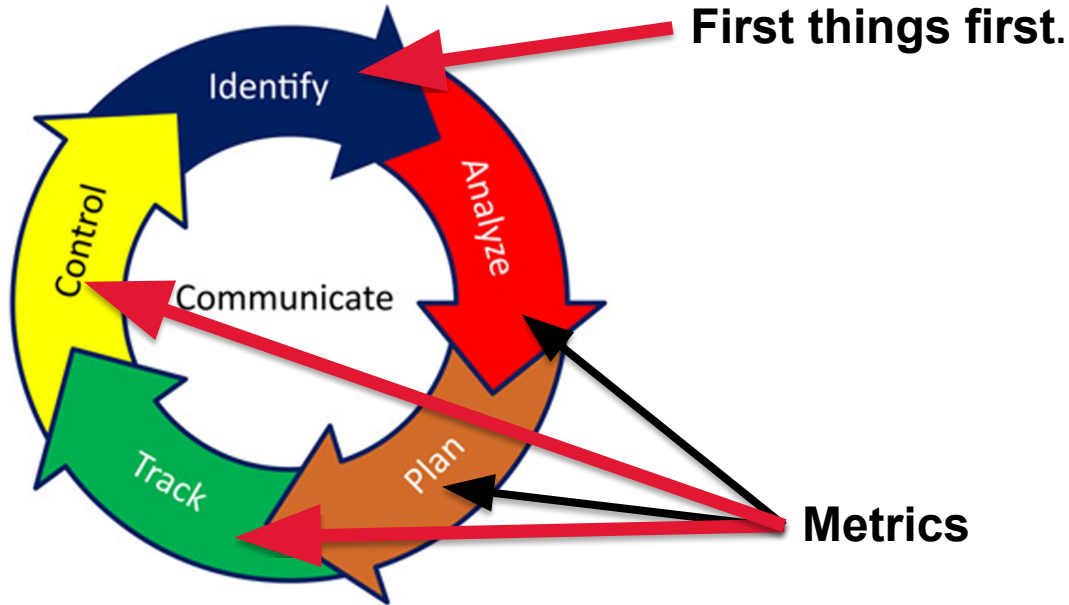 First things first.
Identify
Analyze
Control
Communicate
Plan
Track
Metrics